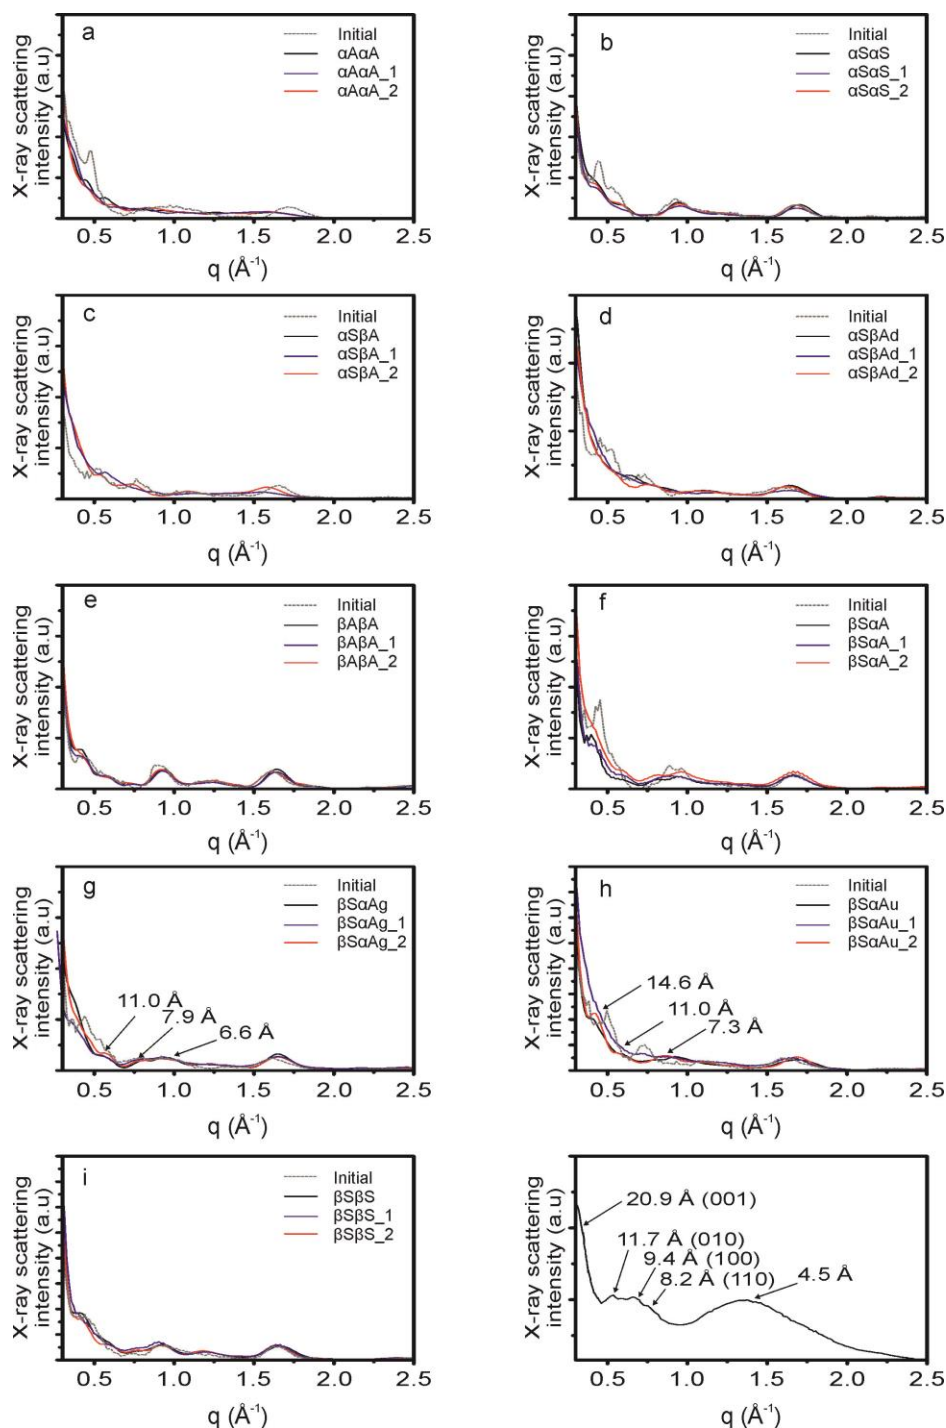 X-ray scattering
intensity (a.u)
a
Initial
αAαA
αAαA_1
αAαA_2
0.5 1.0 1.5 2.0 2.5
q (Å⁻¹)
X-ray scattering
intensity (a.u)
b
Initial
αSαS
αSαS_1
αSαS_2
0.5 1.0 1.5 2.0 2.5
q (Å⁻¹)
X-ray scattering
intensity (a.u)
c
Initial
αSβA
αSβA_1
αSβA_2
0.5 1.0 1.5 2.0 2.5
q (Å⁻¹)
X-ray scattering
intensity (a.u)
d
Initial
αSβAd
αSβAd_1
αSβAd_2
0.5 1.0 1.5 2.0 2.5
q (Å⁻¹)
X-ray scattering
intensity (a.u)
e
Initial
βAβA
βAβA_1
βAβA_2
0.5 1.0 1.5 2.0 2.5
q (Å⁻¹)
X-ray scattering
intensity (a.u)
f
Initial
βSαA
βSαA_1
βSαA_2
0.5 1.0 1.5 2.0 2.5
q (Å⁻¹)
X-ray scattering
intensity (a.u)
g
Initial
βSαAg
βSαAg_1
βSαAg_2
11.0 Å
7.9 Å
6.6 Å
0.5 1.0 1.5 2.0 2.5
q (Å⁻¹)
X-ray scattering
intensity (a.u)
h
Initial
βSαAu
βSαAu_1
βSαAu_2
14.6 Å
11.0 Å
7.3 Å
0.5 1.0 1.5 2.0 2.5
q (Å⁻¹)
X-ray scattering
intensity (a.u)
i
Initial
βSβS
βSβS_1
βSβS_2
0.5 1.0 1.5 2.0 2.5
q (Å⁻¹)
X-ray scattering
intensity (a.u)
20.9 Å (001)
11.7 Å (010)
9.4 Å (100)
8.2 Å (110)
4.5 Å
0.5 1.0 1.5 2.0 2.5
q (Å⁻¹)